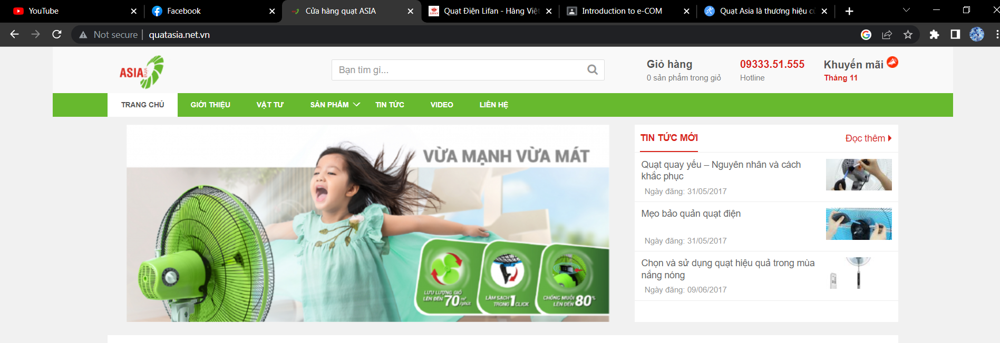 YouTube
Facebook
Cửa hàng quạt ASIA
Quạt Điện Lifan - Hàng Việt
Introduction to e-COM
Quạt Asia là thương hiệu củ
Not secure
quatasia.net.vn
ASIA
vina
Bạn tìm gì...
Giỏ hàng
0 sản phẩm trong giỏ
09333.51.555
Hotline
Khuyến mãi
Tháng 11
TRANG CHỦ
GIỚI THIỆU
VẬT TƯ
SẢN PHẨM
TIN TỨC
VIDEO
LIÊN HỆ
VỪA MẠNH VỪA MÁT
LƯU LƯỢNG GIÓ
LÊN ĐẾN 70 m³/phút
LÀM SẠCH
TRONG 1 CLICK
CHỐNG MUỖI
LÊN ĐẾN 80%
TIN TỨC MỚI
Đọc thêm
Quạt quay yếu – Nguyên nhân và cách
khắc phục
Ngày đăng: 31/05/2017
Mẹo bảo quản quạt điện
Ngày đăng: 31/05/2017
Chọn và sử dụng quạt hiệu quả trong mùa
nắng nóng
Ngày đăng: 09/06/2017